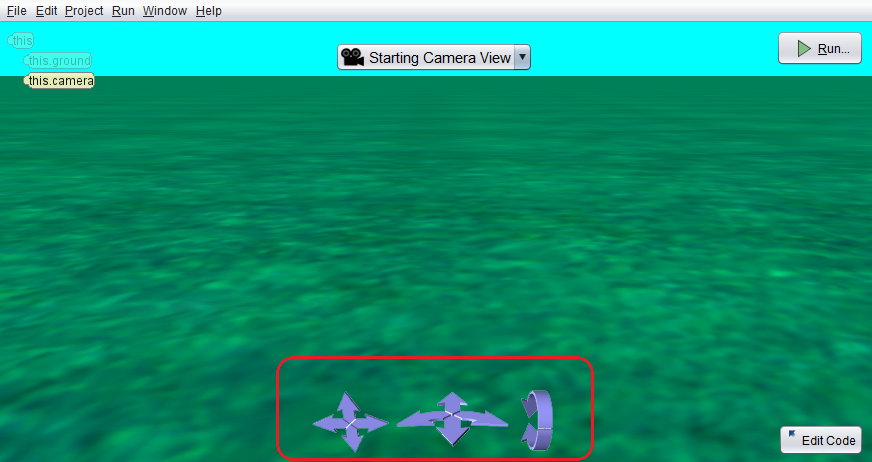 File Edit Project Run Window Help
this
this.ground
this.camera
Starting Camera View
Run...
Edit Code